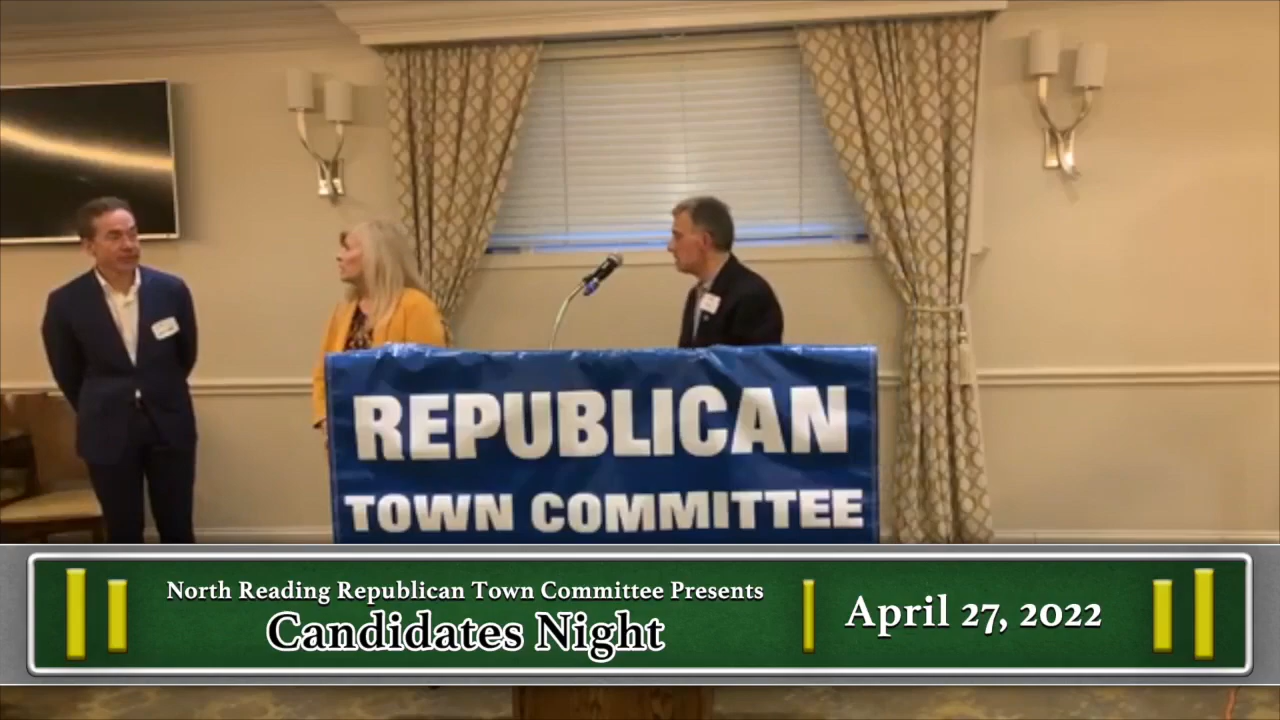 REPUBLICAN
TOWN COMMITTEE
North Reading Republican Town Committee Presents
Candidates Night
April 27, 2022